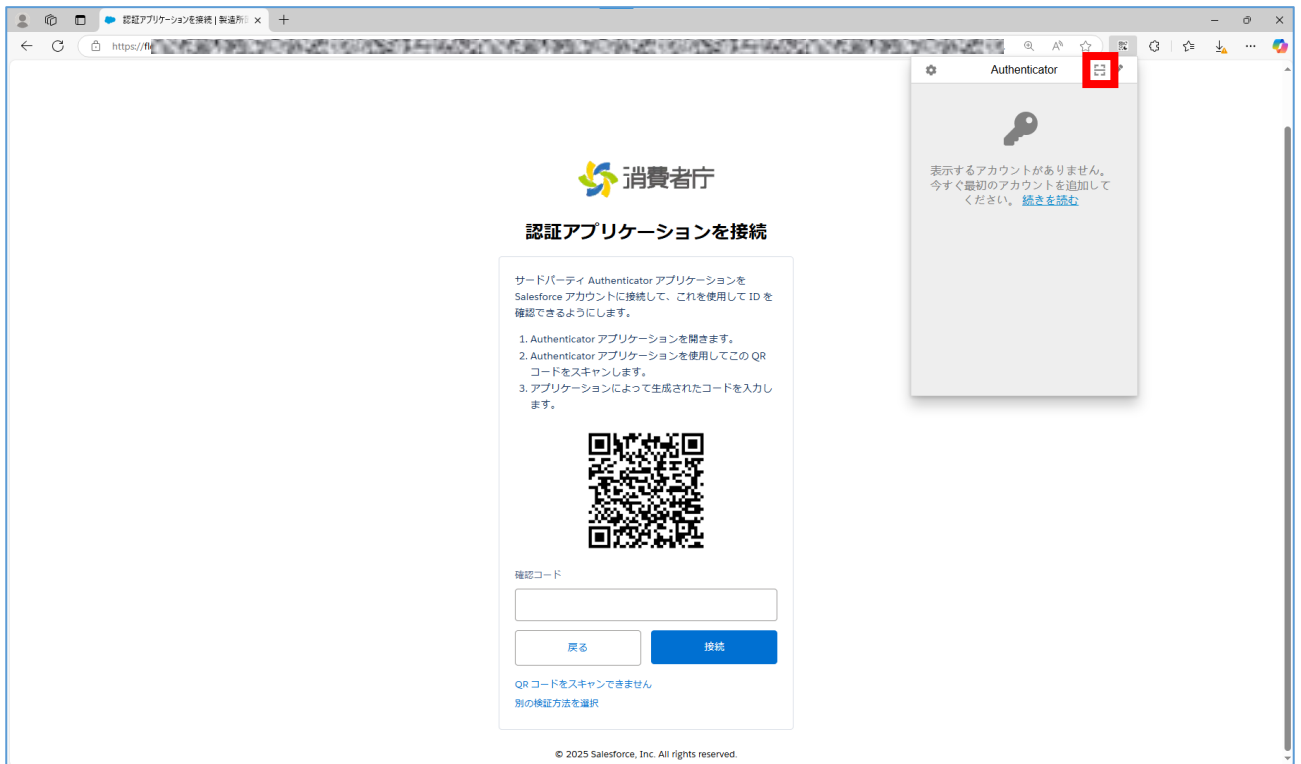 認証アプリケーションを接続 | 製造所
https://fl
Authenticator
表示するアカウントがありません。
今すぐ最初のアカウントを追加して
ください。 続きを読む
消費者庁
認証アプリケーションを接続
サードパーティ Authenticator アプリケーションを
Salesforce アカウントに接続して、これを使用して ID を
確認できるようにします。
1. Authenticator アプリケーションを開きます。
2. Authenticator アプリケーションを使用してこの QR
コードをスキャンします。
3. アプリケーションによって生成されたコードを入力し
ます。
確認コード
戻る
接続
QR コードをスキャンできません
別の検証方法を選択
© 2025 Salesforce, Inc. All rights reserved.